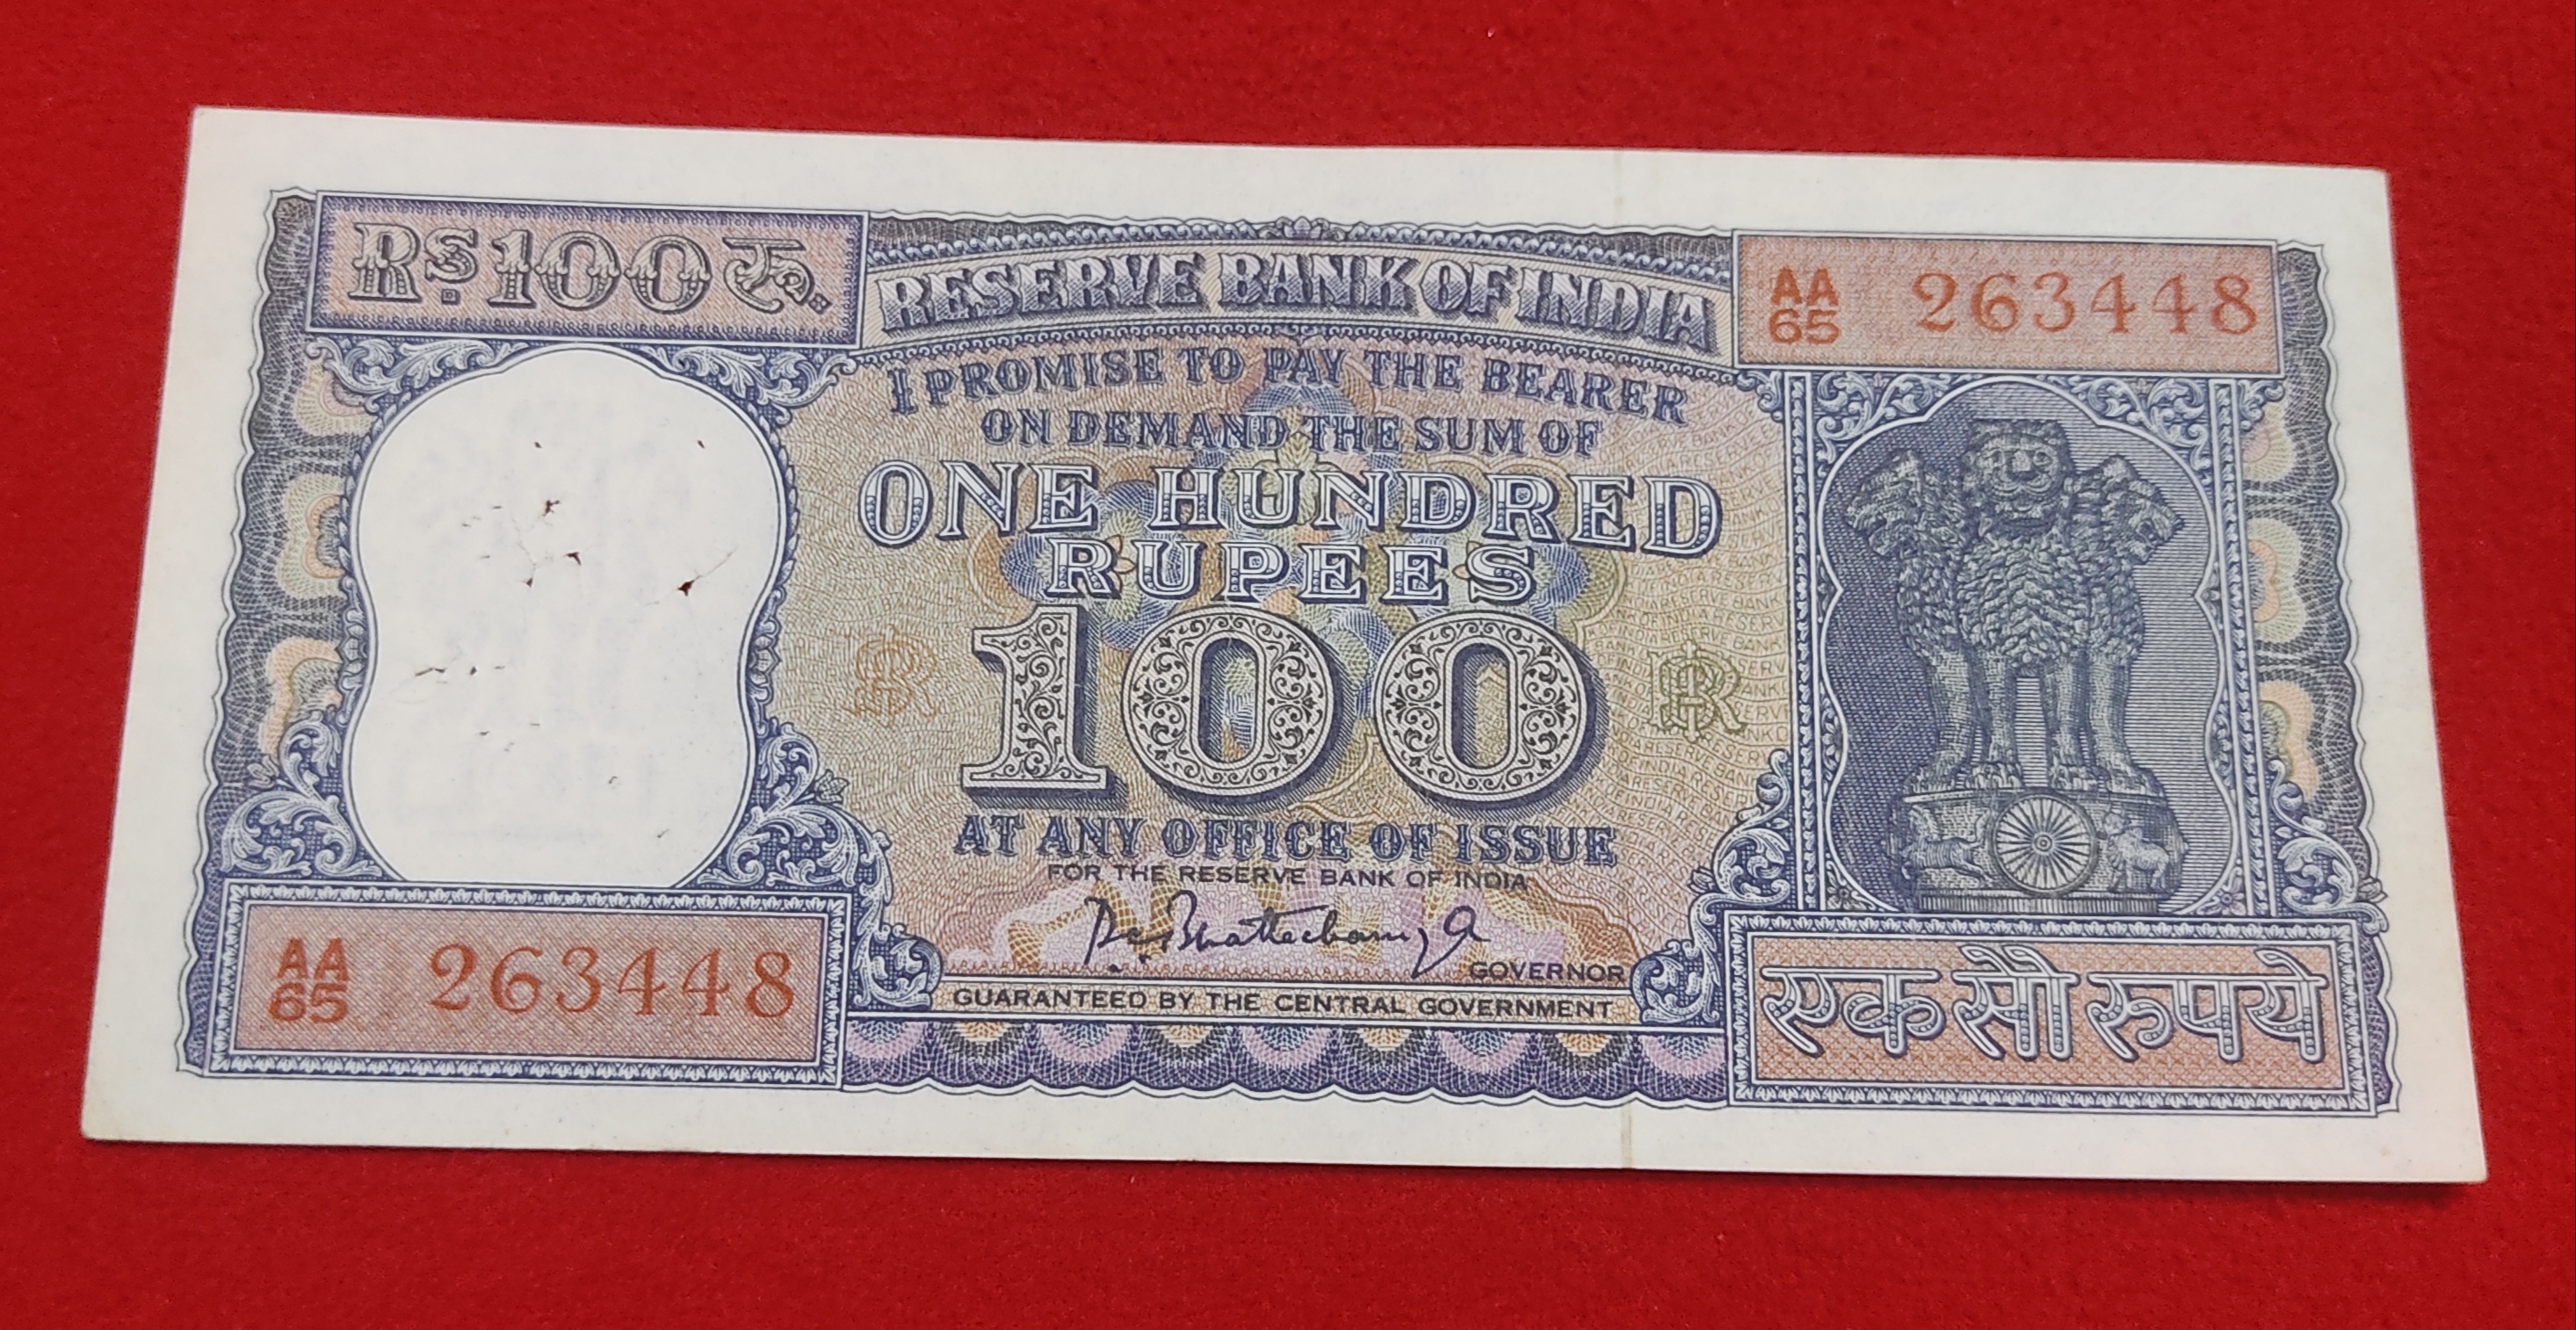 Rs. 100 रु.
RESERVE BANK OF INDIA
AA
65
263448
I PROMISE TO PAY THE BEARER
ON DEMAND THE SUM OF
ONE HUNDRED
RUPEES
100
AT ANY OFFICE OF ISSUE
FOR THE RESERVE BANK OF INDIA
P.C. Bhattacharyya
GOVERNOR
GUARANTEED BY THE CENTRAL GOVERNMENT
AA
65
263448
एक सौ रुपये